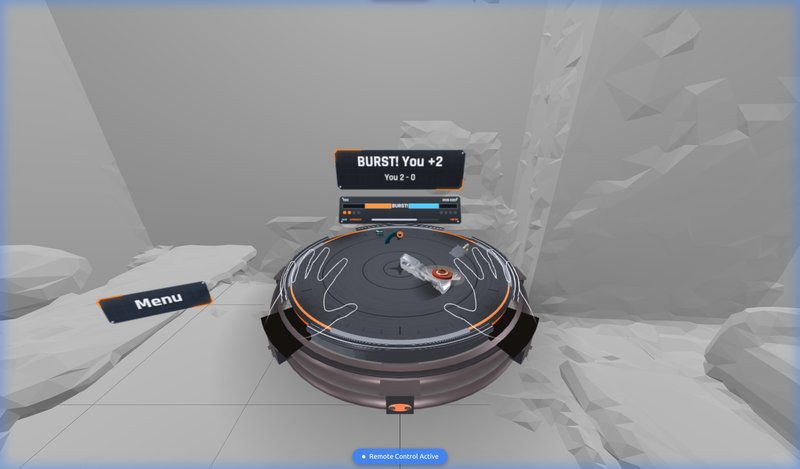 BURST! You +2
You 2 - 0
BURST!
Menu
Remote Control Active